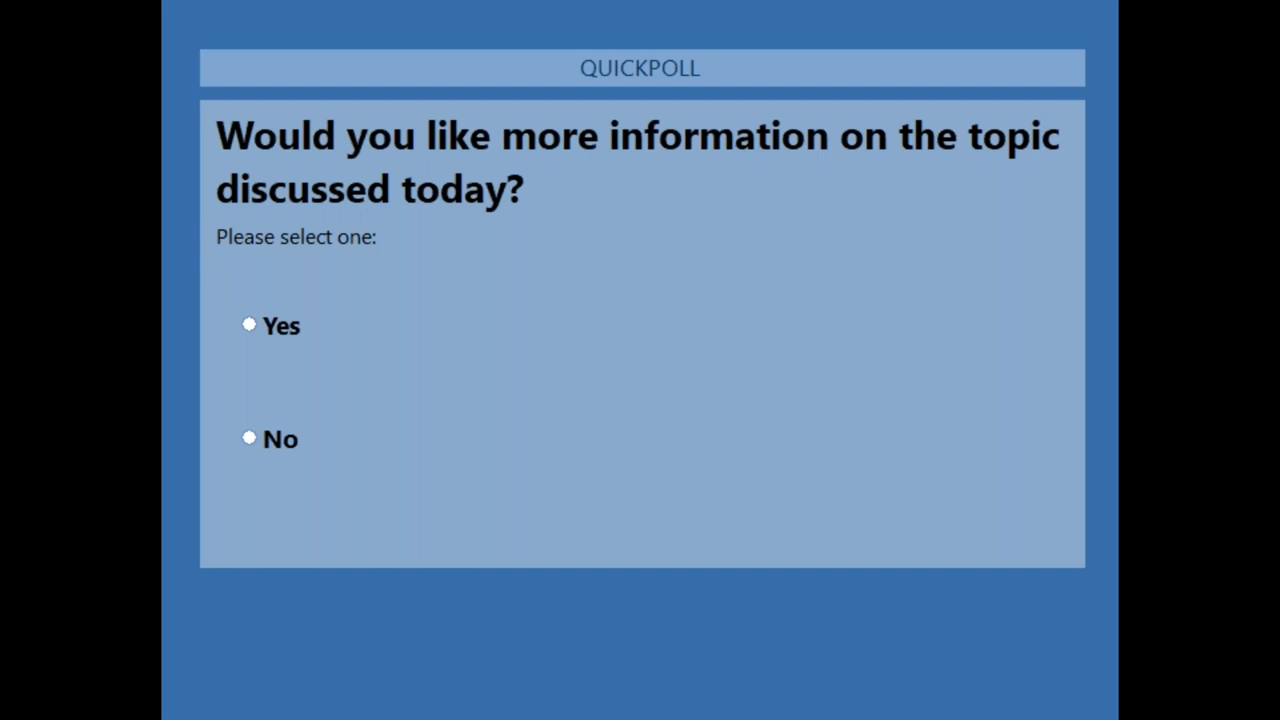 QUICKPOLL
Would you like more information on the topic
discussed today?
Please select one:
Yes
No